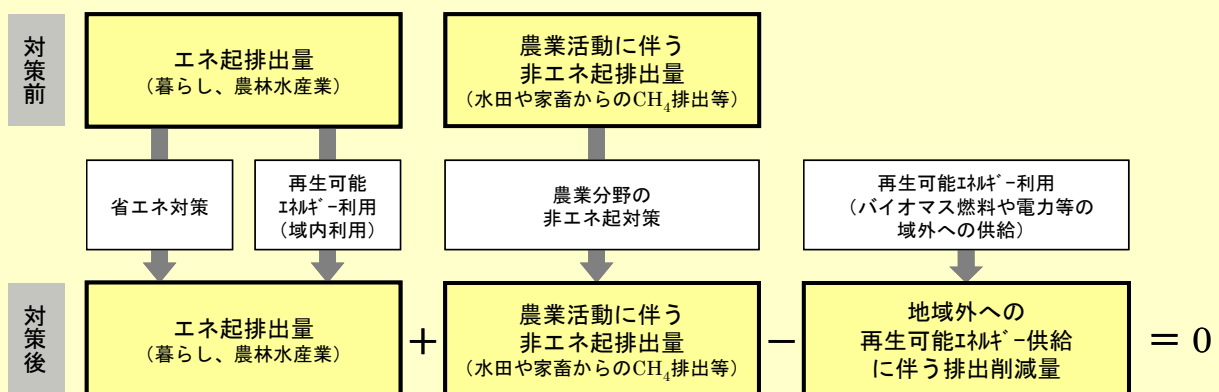 対策前
エネ起排出量
（暮らし、農林水産業）
農業活動に伴う
非エネ起排出量
（水田や家畜からのCH₄排出等）
省エネ対策
再生可能
ｴﾈﾙｷﾞｰ利用
（域内利用）
農業分野の
非エネ起対策
再生可能ｴﾈﾙｷﾞｰ利用
（バイオマス燃料や電力等の
域外への供給）
対策後
エネ起排出量
（暮らし、農林水産業）
+
農業活動に伴う
非エネ起排出量
（水田や家畜からのCH₄排出等）
−
地域外への
再生可能ｴﾈﾙｷﾞｰ供給
に伴う排出削減量
= 0